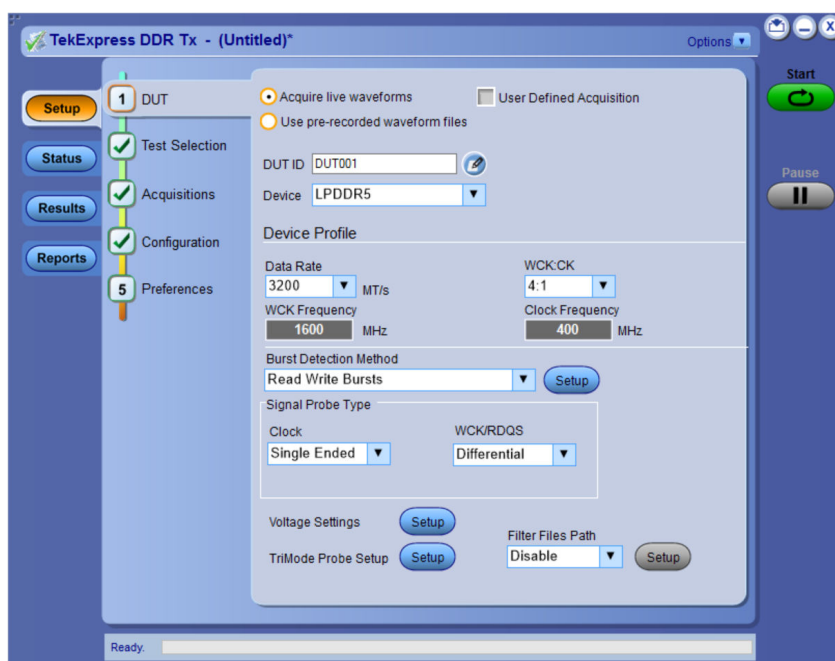 TekExpress DDR Tx - (Untitled)*
Options
Start
Pause
Setup
Status
Results
Reports
1 DUT
Test Selection
Acquisitions
Configuration
5 Preferences
Acquire live waveforms
User Defined Acquisition
Use pre-recorded waveform files
DUT ID DUT001
Device LPDDR5
Device Profile
Data Rate
WCK:CK
3200 MT/s
4:1
WCK Frequency
Clock Frequency
1600 MHz
400 MHz
Burst Detection Method
Read Write Bursts
Setup
Signal Probe Type
Clock
WCK/RDQS
Single Ended
Differential
Voltage Settings
Setup
TriMode Probe Setup
Setup
Filter Files Path
Disable
Setup
Ready.